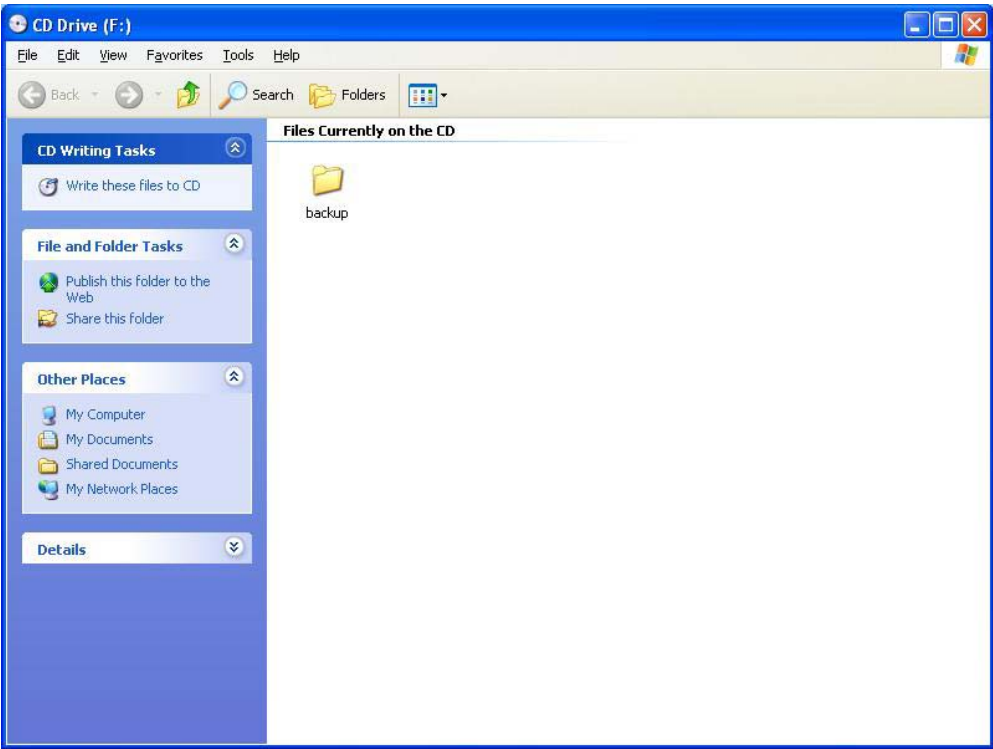 CD Drive (F:)
File Edit View Favorites Tools Help
Back Search Folders
CD Writing Tasks
Write these files to CD
File and Folder Tasks
Publish this folder to the
Web
Share this folder
Other Places
My Computer
My Documents
Shared Documents
My Network Places
Details
Files Currently on the CD
backup